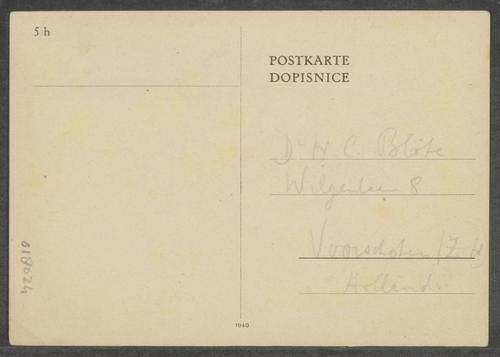 5 h
POSTKARTE
DOPISNICE
Dr H. C. Blöte
Wilgenlaan 8
Voorschoten (Z. H)
Holland.
1940
618024